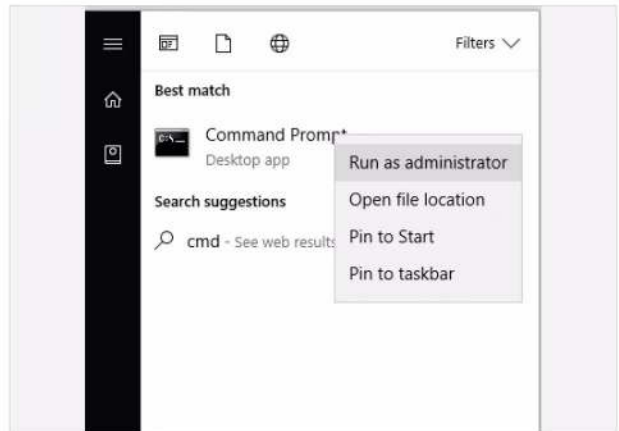 Filters
Best match
Command Prompt
Desktop app
Run as administrator
Search suggestions
Open file location
cmd - See web results
Pin to Start
Pin to taskbar